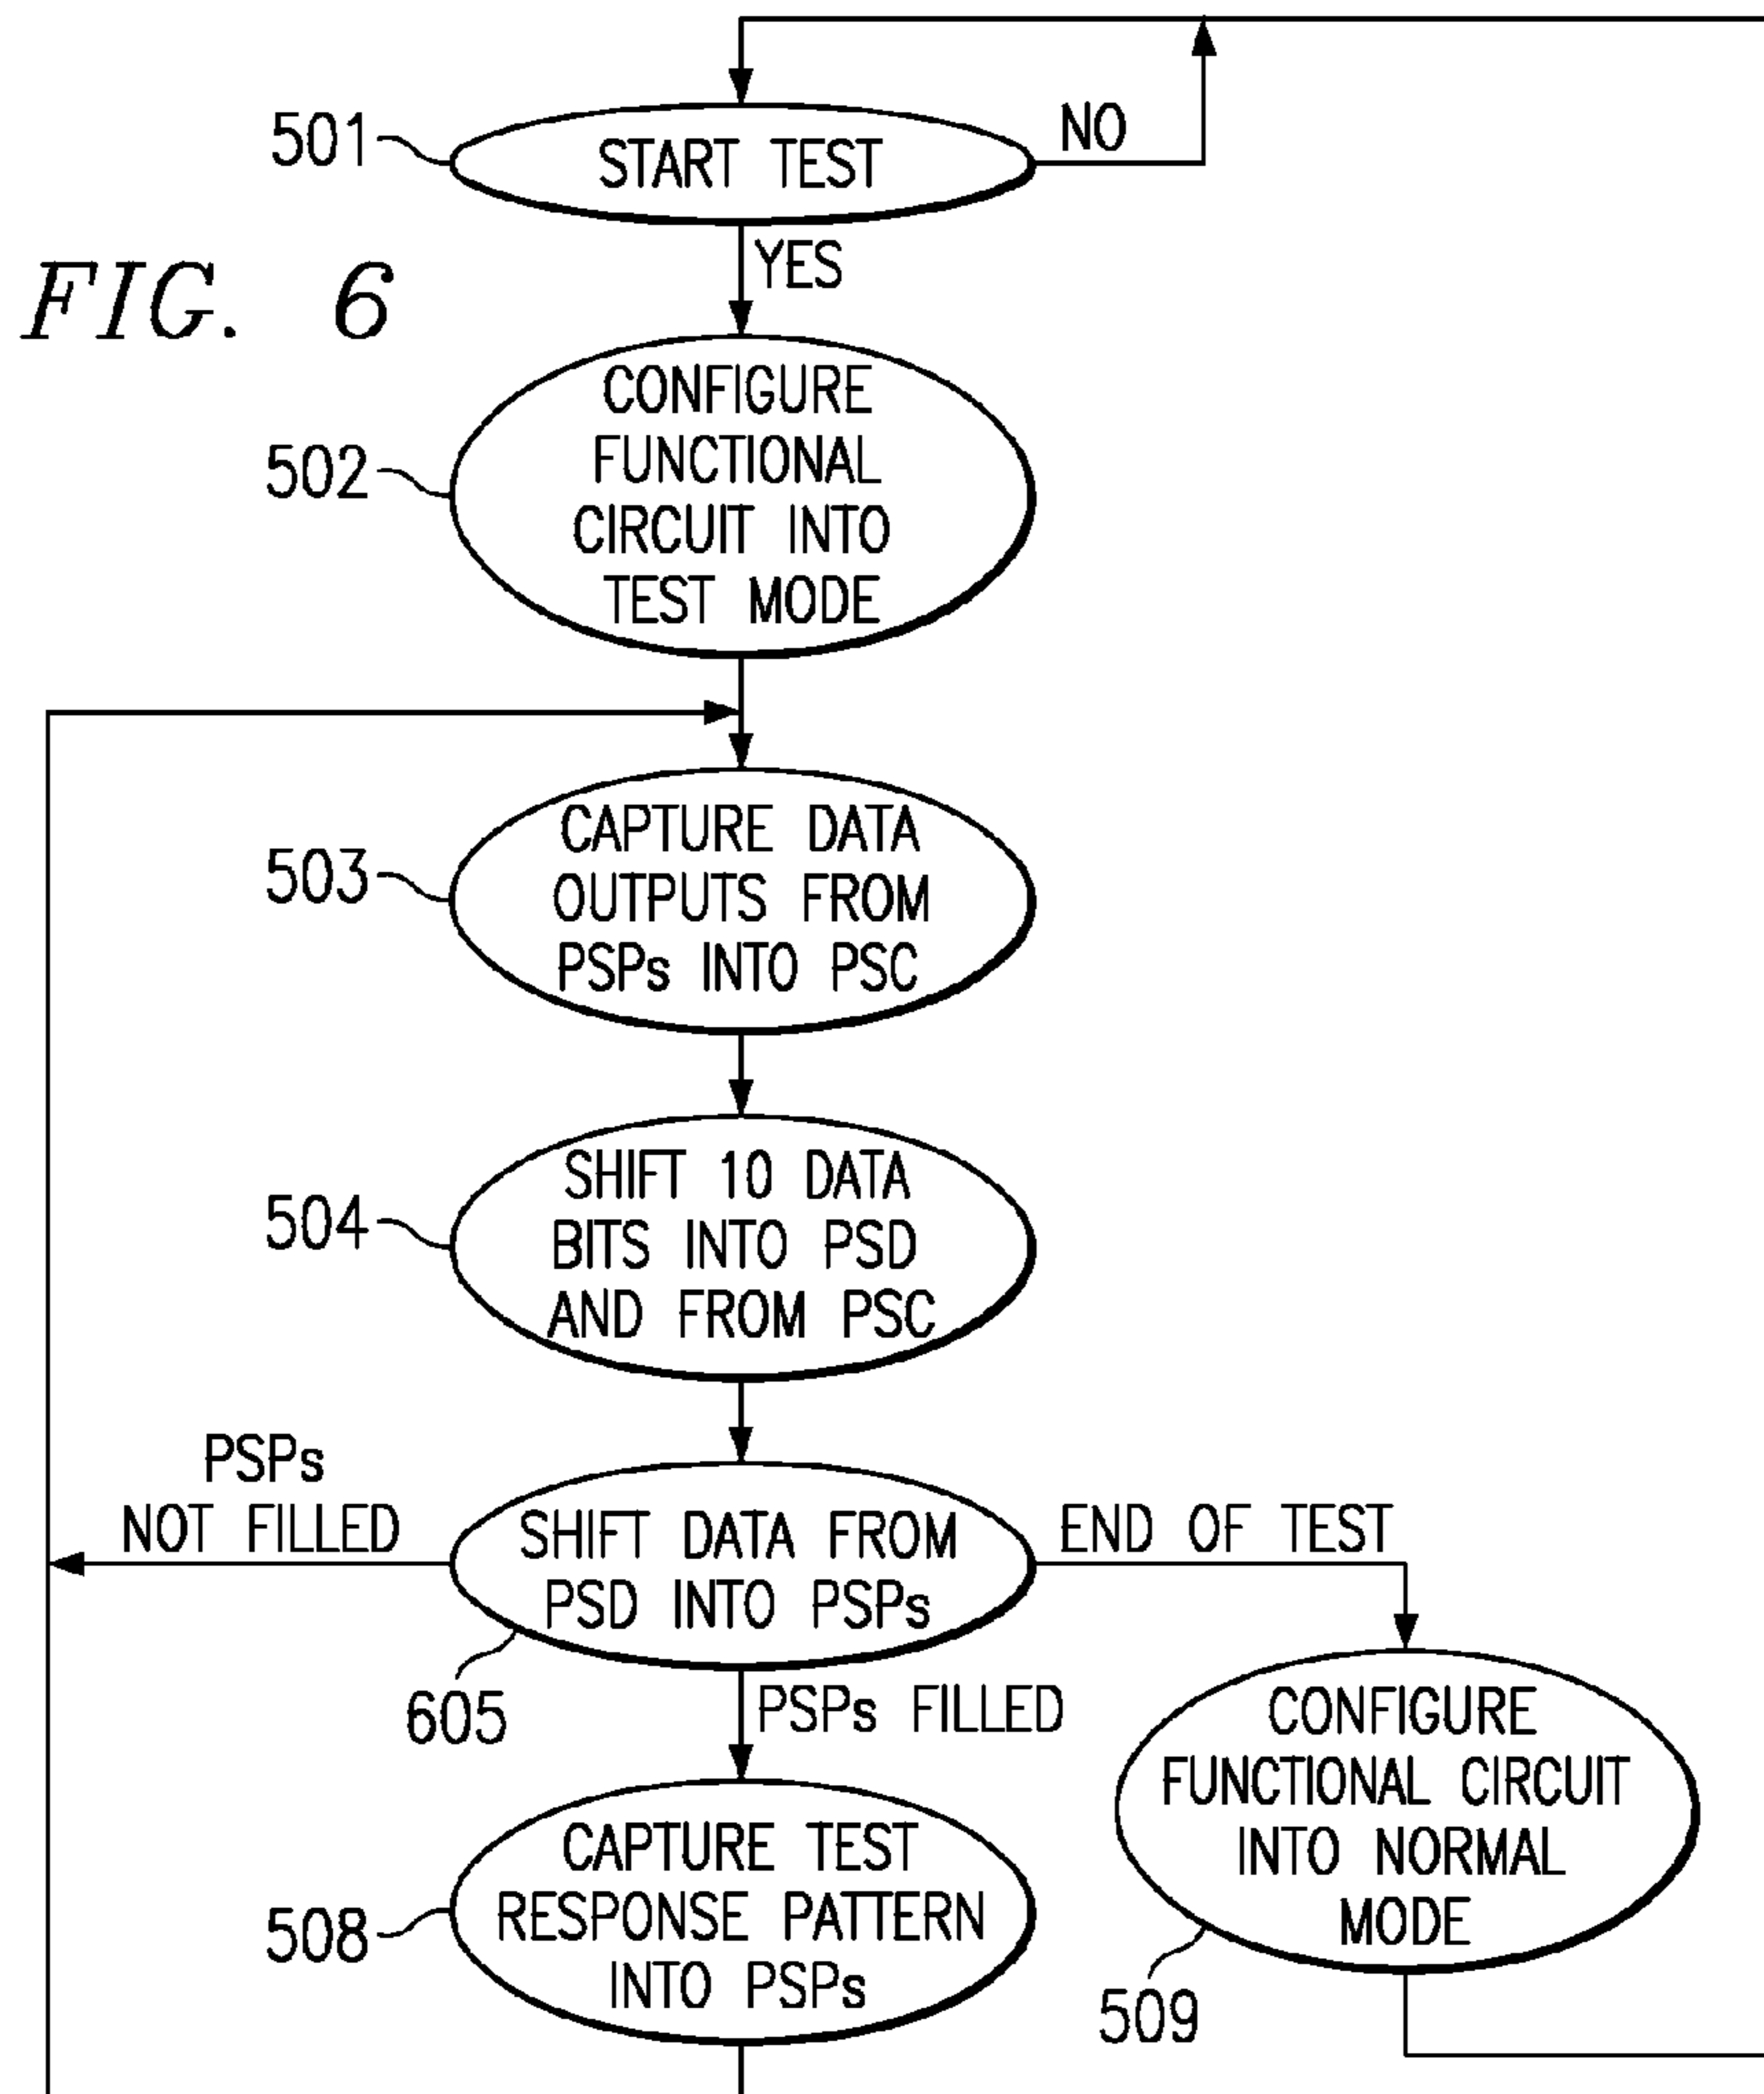 501
START TEST
NO
YES
FIG. 6
502
CONFIGURE
FUNCTIONAL
CIRCUIT INTO
TEST MODE
503
CAPTURE DATA
OUTPUTS FROM
PSPs INTO PSC
504
SHIFT 10 DATA
BITS INTO PSD
AND FROM PSC
PSPs
NOT FILLED
SHIFT DATA FROM
PSD INTO PSPs
END OF TEST
605
PSPs FILLED
CONFIGURE
FUNCTIONAL CIRCUIT
INTO NORMAL
MODE
509
508
CAPTURE TEST
RESPONSE PATTERN
INTO PSPs